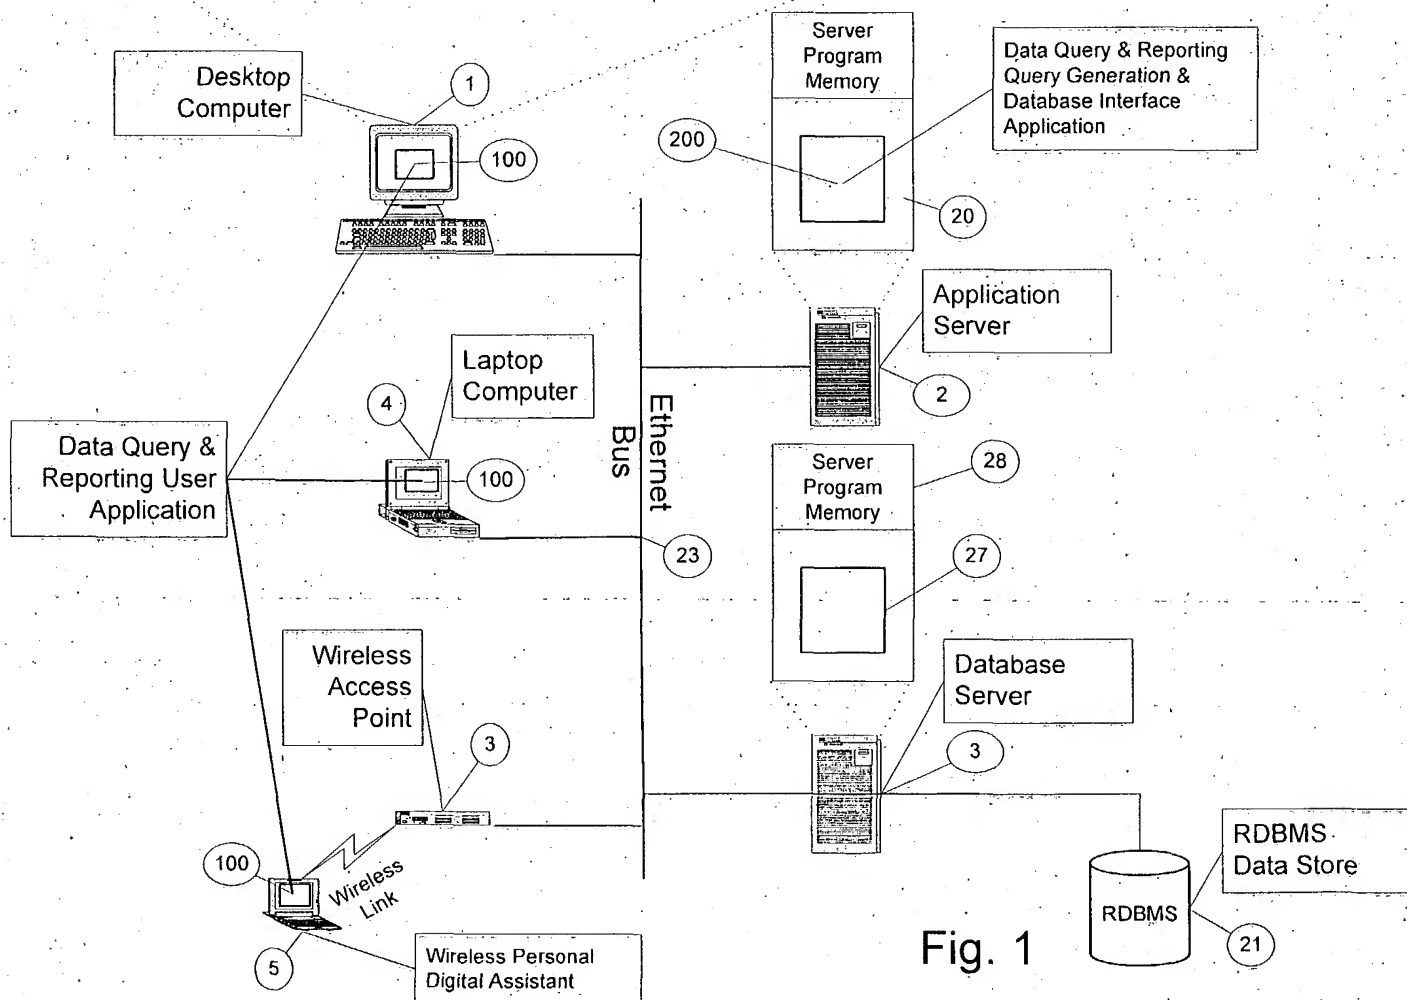 Desktop
Computer
1
100
Server
Program
Memory
200
20
Data Query & Reporting
Query Generation &
Database Interface
Application
Application
Server
2
Laptop
Computer
4
100
Data Query &
Reporting User
Application
Ethernet
Bus
23
Server
Program
Memory
28
27
Database
Server
3
Wireless
Access
Point
3
100
Wireless
Link
5
Wireless Personal
Digital Assistant
RDBMS
RDBMS
Data Store
21
Fig. 1